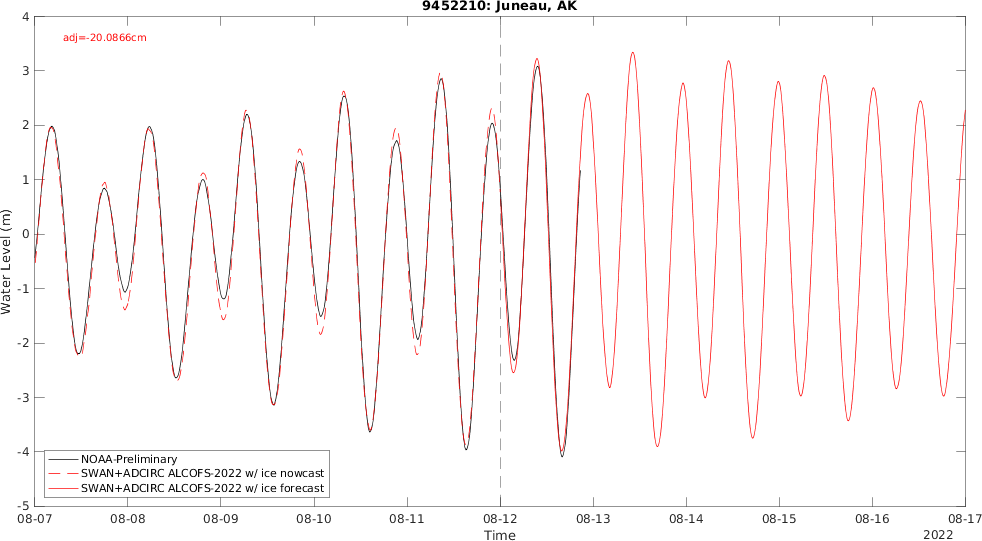 9452210: Juneau, AK
adj=-20.0866cm
4
3
2
1
0
-1
-2
-3
-4
-5
Water Level (m)
NOAA-Preliminary
SWAN+ADCIRC ALCOFS-2022 w/ ice nowcast
SWAN+ADCIRC ALCOFS-2022 w/ ice forecast
08-07 08-08 08-09 08-10 08-11 08-12 08-13 08-14 08-15 08-16 08-17
Time
2022